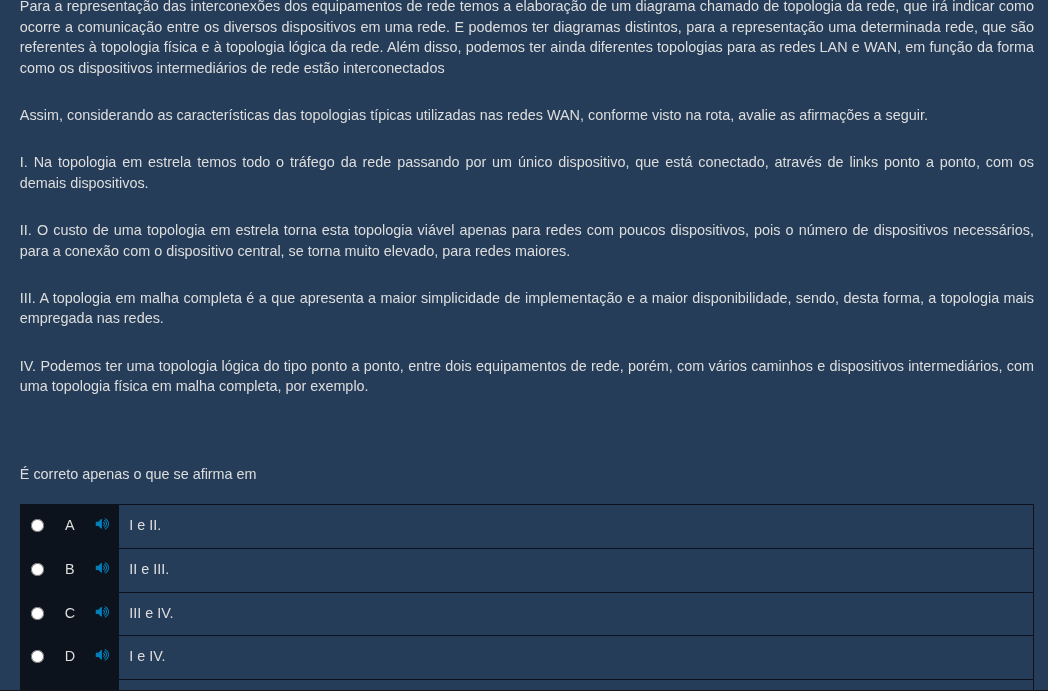 Para a representação das interconexões dos equipamentos de rede temos a elaboração de um diagrama chamado de topologia da rede, que irá indicar como
ocorre a comunicação entre os diversos dispositivos em uma rede. E podemos ter diagramas distintos, para a representação uma determinada rede, que são
referentes à topologia física e à topologia lógica da rede. Além disso, podemos ter ainda diferentes topologias para as redes LAN e WAN, em função da forma
como os dispositivos intermediários de rede estão interconectados
Assim, considerando as características das topologias típicas utilizadas nas redes WAN, conforme visto na rota, avalie as afirmações a seguir.
I. Na topologia em estrela temos todo o tráfego da rede passando por um único dispositivo, que está conectado, através de links ponto a ponto, com os
demais dispositivos.
II. O custo de uma topologia em estrela torna esta topologia viável apenas para redes com poucos dispositivos, pois o número de dispositivos necessários,
para a conexão com o dispositivo central, se torna muito elevado, para redes maiores.
III. A topologia em malha completa é a que apresenta a maior simplicidade de implementação e a maior disponibilidade, sendo, desta forma, a topologia mais
empregada nas redes.
IV. Podemos ter uma topologia lógica do tipo ponto a ponto, entre dois equipamentos de rede, porém, com vários caminhos e dispositivos intermediários, com
uma topologia física em malha completa, por exemplo.
É correto apenas o que se afirma em
A I e II.
B II e III.
C III e IV.
D I e IV.